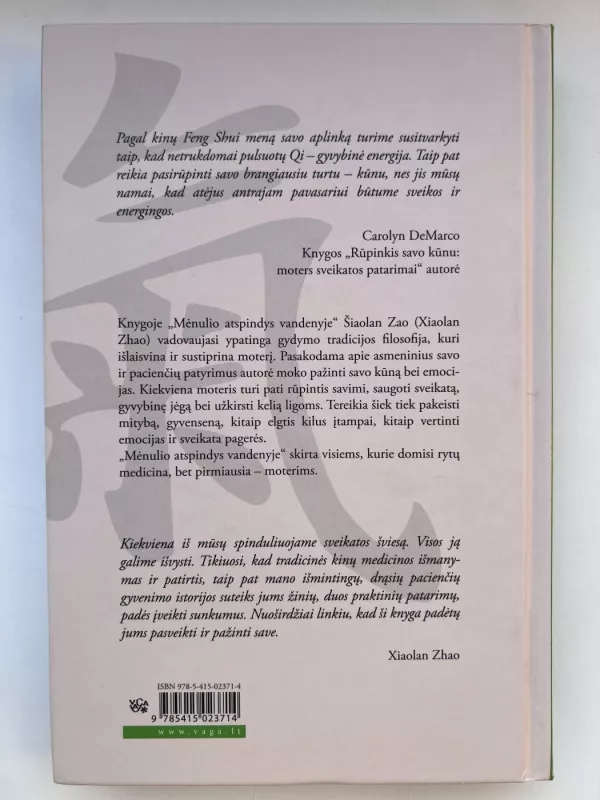 氣
Pagal kinų Feng Shui meną savo aplinką turime susitvarkyti
taip, kad netrukdomai pulsuotų Qi – gyvybinė energija. Taip pat
reikia pasirūpinti savo brangiausiu turtu – kūnu, nes jis mūsų
namai, kad atėjus antrajam pavasariui būtume sveikos ir
energingos.
Carolyn DeMarco
Knygos „Rūpinkis savo kūnu:
moters sveikatos patarimai“ autorė
Knygoje „Mėnulio atspindys vandenyje“ Šiaolan Zao (Xiaolan
Zhao) vadovaujasi ypatinga gydymo tradicijos filosofija, kuri
išlaisvina ir sustiprina moterį. Pasakodama apie asmeninius savo
ir pacienčių patyrimus autorė moko pažinti savo kūną bei emoci-
jas. Kiekviena moteris turi pati rūpintis savimi, saugoti sveikatą,
gyvybinę jėgą bei užkirsti kelią ligoms. Tereikia šiek tiek pakeisti
mitybą, gyvenseną, kitaip elgtis kilus įtampai, kitaip vertinti
emocijas ir sveikata pagerės.
„Mėnulio atspindys vandenyje“ skirta visiems, kurie domisi rytų
medicina, bet pirmiausia – moterims.
Kiekviena iš mūsų spinduliuojame sveikatos šviesą. Visos ją
galime išvysti. Tikiuosi, kad tradicinės kinų medicinos išmany-
mas ir patirtis, taip pat mano išmintingų, drąsių pacienčių
gyvenimo istorijos suteiks jums žinių, duos praktinių patarimų,
padės įveikti sunkumus. Nuoširdžiai linkiu, kad ši knyga padėtų
jums pasveikti ir pažinti save.
Xiaolan Zhao
ISBN 978-5-415-02371-4
VAGA
9 785415 023714
www.vaga.lt